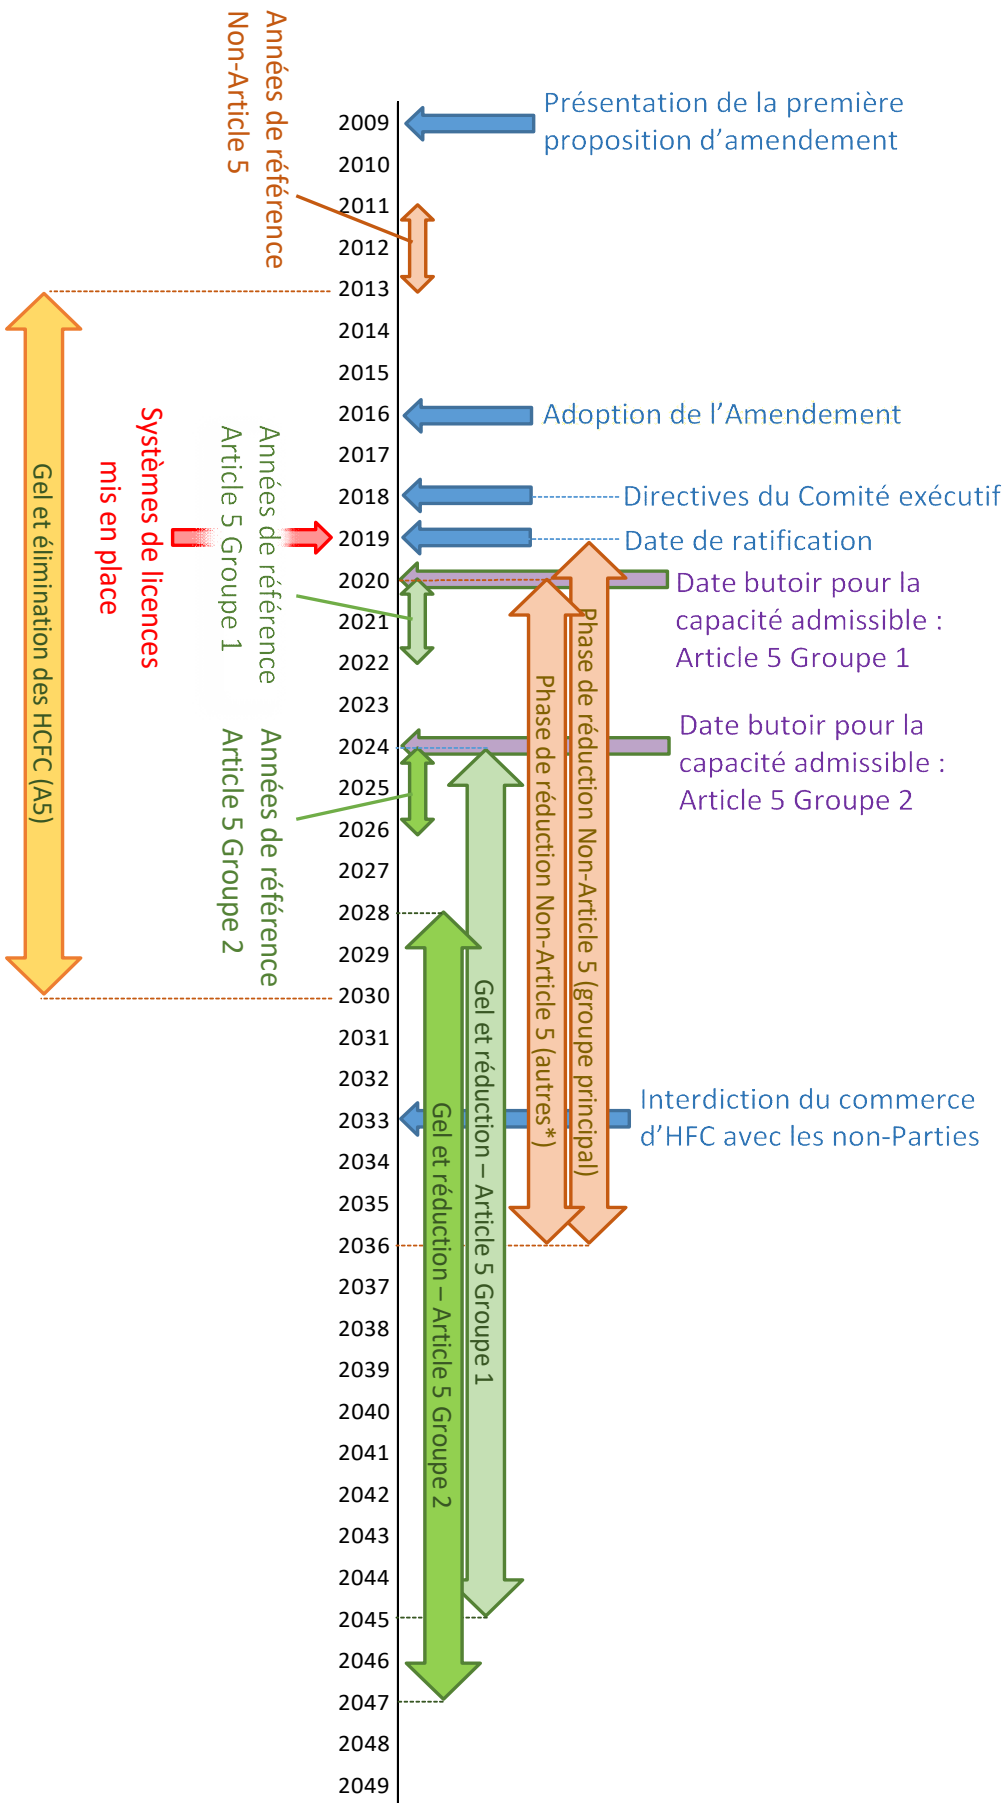 Années de référence
Non-Article 5
Présentation de la première
proposition d’amendement
2009
2010
2011
2012
2013
2014
2015
2016
Adoption de l’Amendement
2017
2018
Directives du Comité exécutif
2019
Date de ratification
2020
Date butoir pour la
capacité admissible :
Article 5 Groupe 1
2021
2022
2023
2024
Date butoir pour la
capacité admissible :
Article 5 Groupe 2
2025
2026
2027
2028
2029
2030
2031
2032
2033
Interdiction du commerce
d’HFC avec les non-Parties
2034
2035
2036
2037
2038
2039
2040
2041
2042
2043
2044
2045
2046
2047
2048
2049
Gel et élimination des HCFC (A5)
Systèmes de licences
mis en place
Années de référence
Article 5 Groupe 1
Années de référence
Article 5 Groupe 2
Phase de réduction Non-Article 5 (groupe principal)
Phase de réduction Non-Article 5 (autres*)
Gel et réduction – Article 5 Groupe 1
Gel et réduction – Article 5 Groupe 2